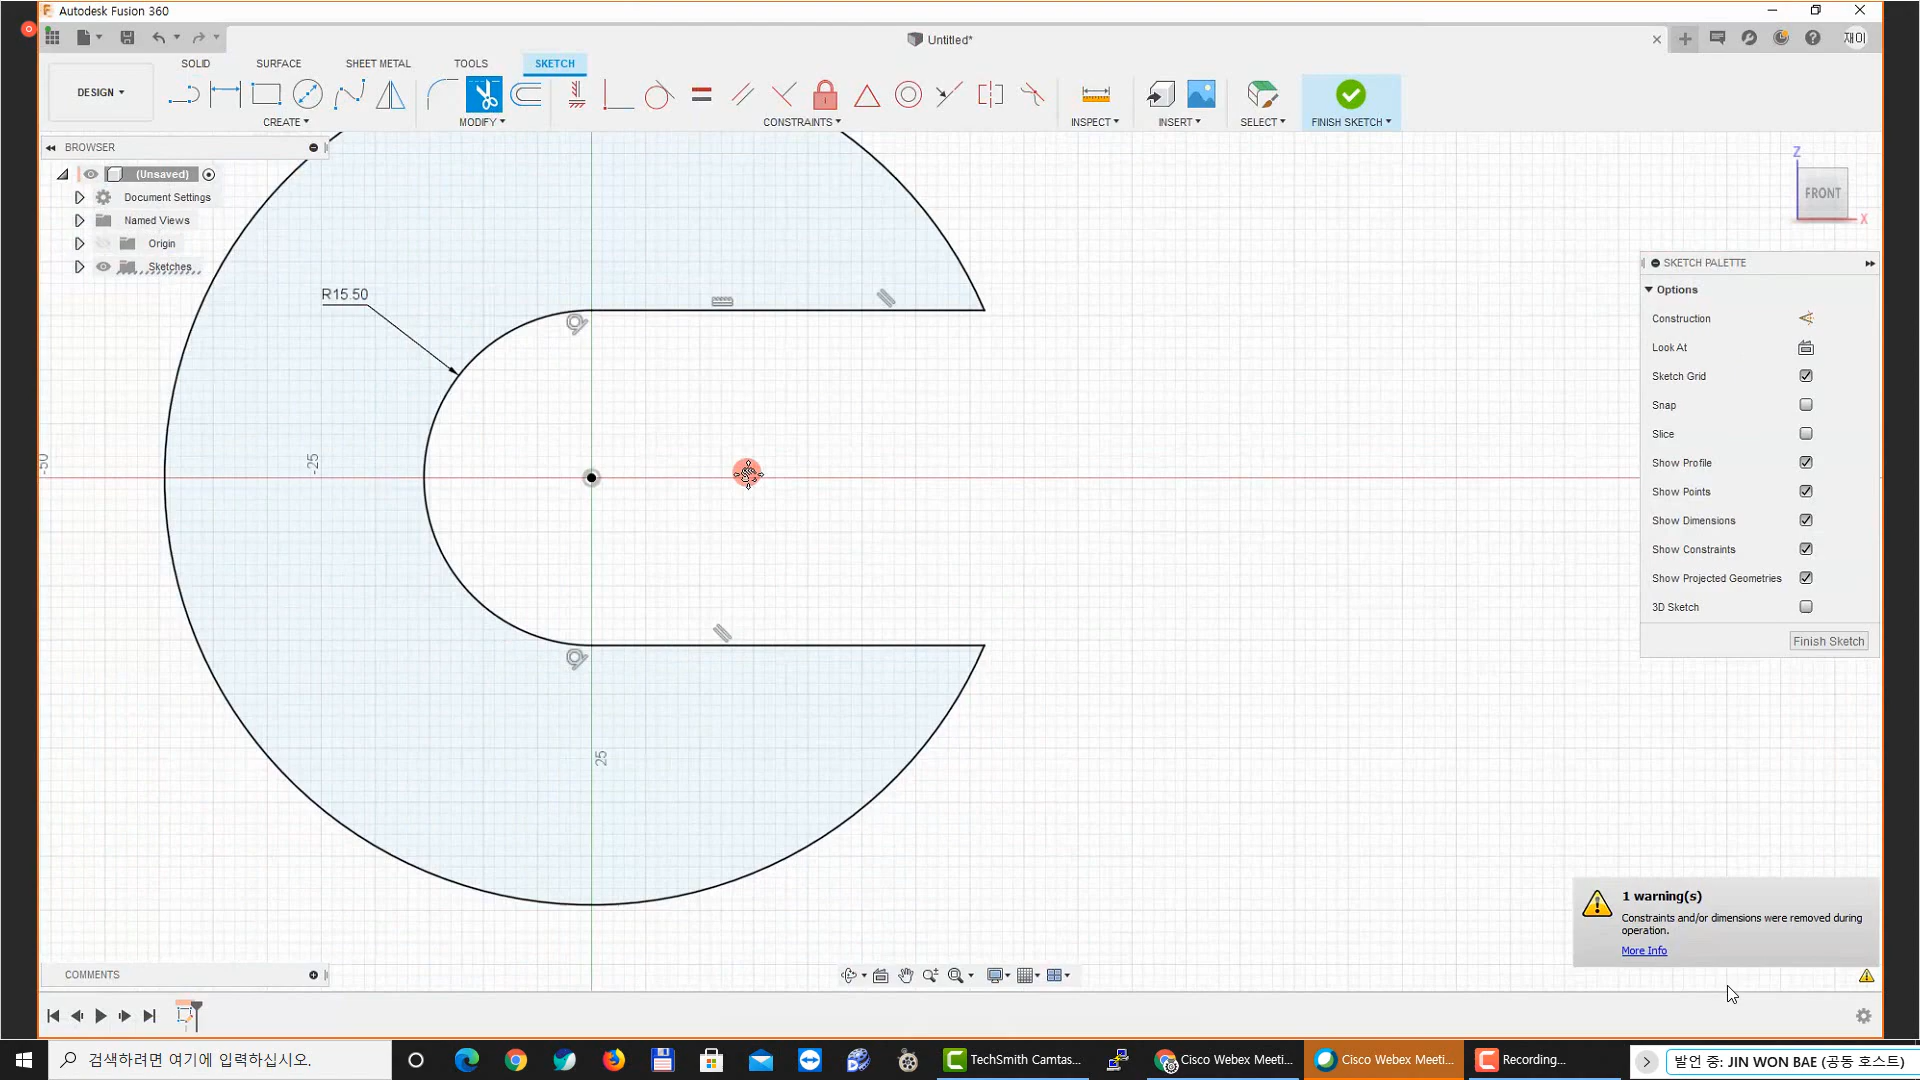 Autodesk Fusion 360
Untitled*
재이
SOLID
SURFACE
SHEET METAL
TOOLS
SKETCH
DESIGN
CREATE
MODIFY
CONSTRAINTS
INSPECT
INSERT
SELECT
FINISH SKETCH
BROWSER
(Unsaved)
Document Settings
Named Views
Origin
Sketches
Z
FRONT
X
R15.50
-50
-25
25
SKETCH PALETTE
Options
Construction
Look At
Sketch Grid
Snap
Slice
Show Profile
Show Points
Show Dimensions
Show Constraints
Show Projected Geometries
3D Sketch
Finish Sketch
1 warning(s)
Constraints and/or dimensions were removed during
operation.
More Info
COMMENTS
검색하려면 여기에 입력하십시오.
TechSmith Camtas...
Cisco Webex Meeti...
Cisco Webex Meeti...
Recording...
발언 중: JIN WON BAE (공동 호스트)